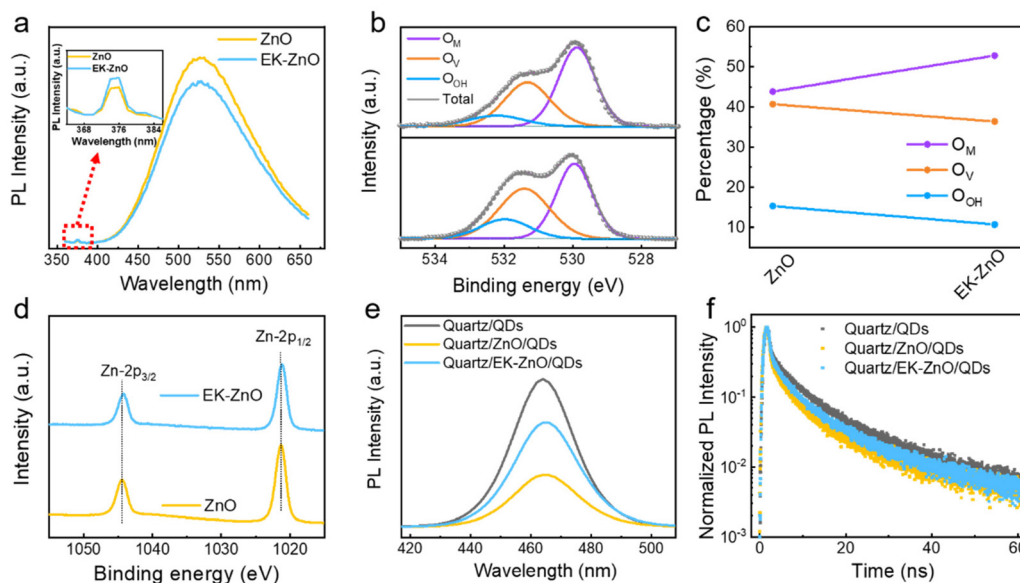 a
ZnO
EK-ZnO
PL Intensity (a.u.)
ZnO
EK-ZnO
PL Intensity (a.u.)
368 376 384
Wavelength (nm)
350 400 450 500 550 600 650
Wavelength (nm)
b
O_M
O_V
O_OH
Total
Intensity (a.u.)
534 532 530 528
Binding energy (eV)
c
Percentage (%)
60
50
40
30
20
10
O_M
O_V
O_OH
ZnO
EK-ZnO
d
Zn-2p_3/2
Zn-2p_1/2
EK-ZnO
ZnO
Intensity (a.u.)
1050 1040 1030 1020
Binding energy (eV)
e
Quartz/QDs
Quartz/ZnO/QDs
Quartz/EK-ZnO/QDs
PL Intensity (a.u.)
420 440 460 480 500
Wavelength (nm)
f
Quartz/QDs
Quartz/ZnO/QDs
Quartz/EK-ZnO/QDs
Normalized PL Intensity
10^0
10^-1
10^-2
10^-3
0 20 40 60
Time (ns)